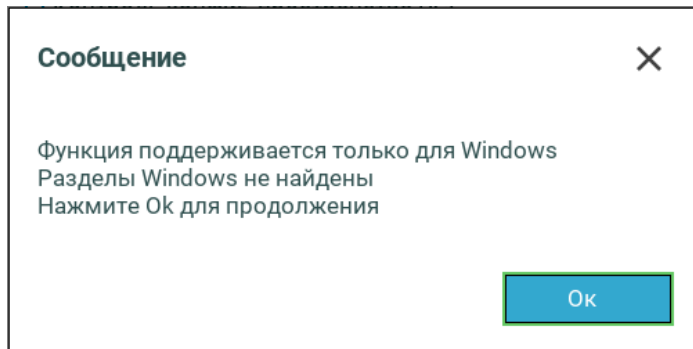 Сообщение
Функция поддерживается только для Windows
Разделы Windows не найдены
Нажмите Ok для продолжения
Ок